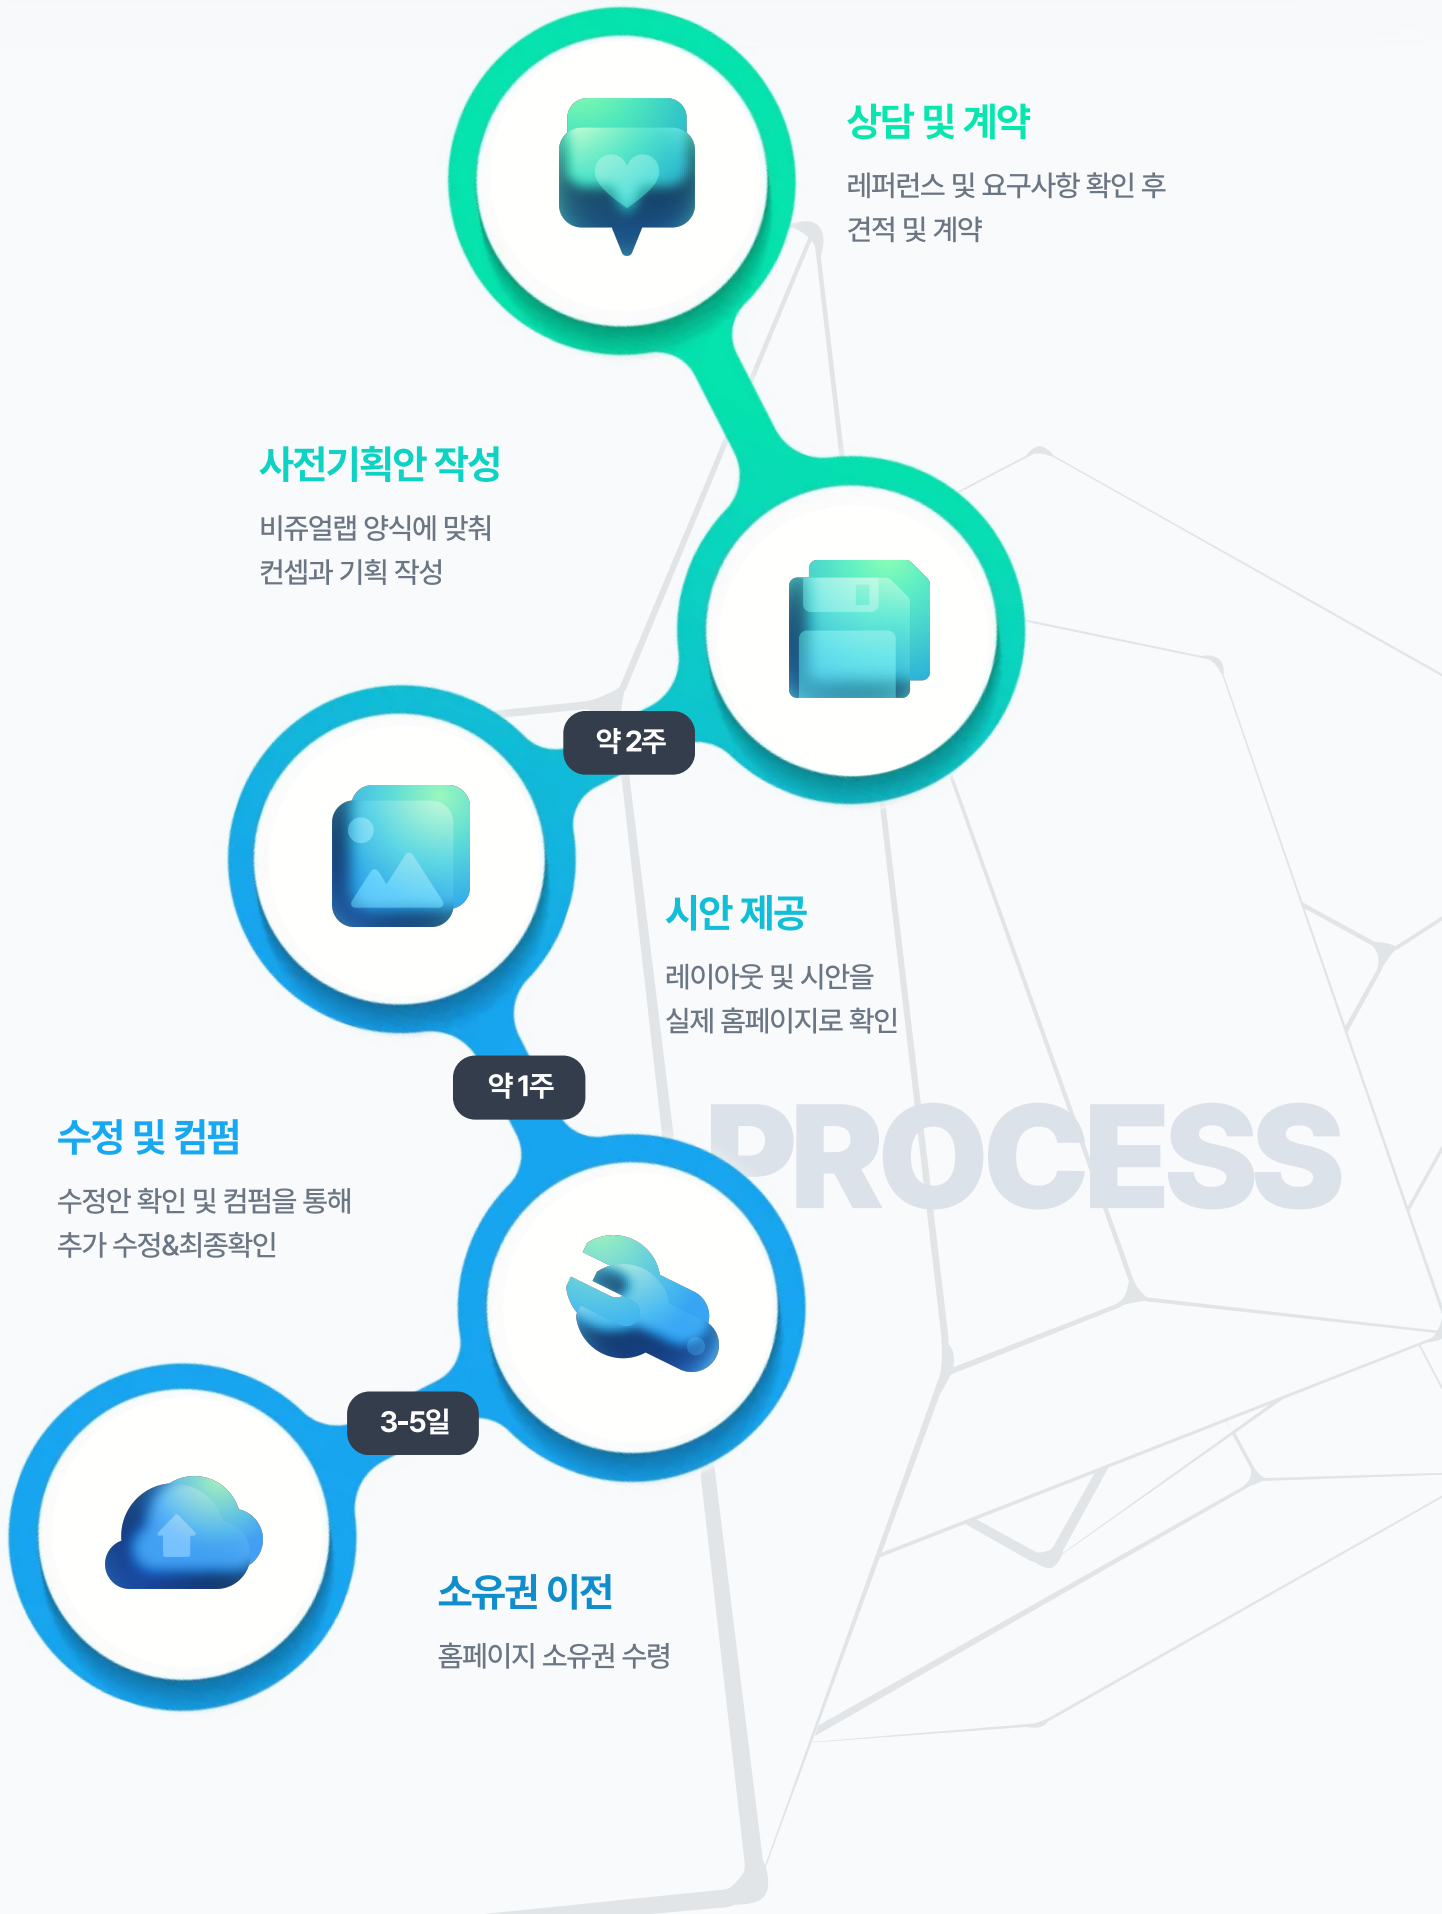 상담 및 계약
레퍼런스 및 요구사항 확인 후
견적 및 계약
사전기획안 작성
비쥬얼랩 양식에 맞춰
컨셉과 기획 작성
약 2주
시안 제공
레이아웃 및 시안을
실제 홈페이지로 확인
약 1주
PROCESS
수정 및 컴펌
수정안 확인 및 컴펌을 통해
추가 수정&최종확인
3-5일
소유권 이전
홈페이지 소유권 수령